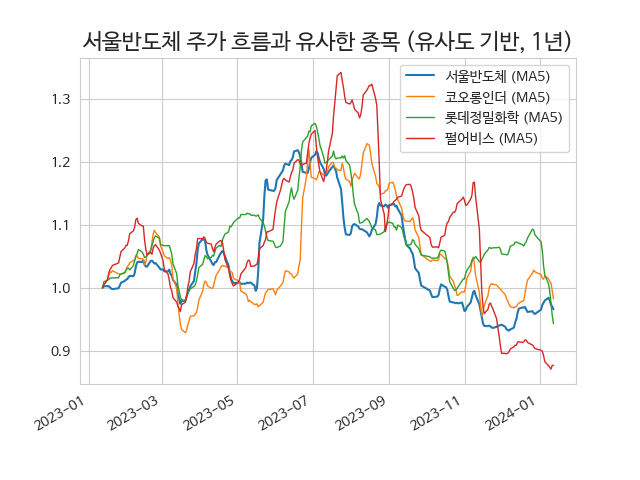 서울반도체 주가 흐름과 유사한 종목 (유사도 기반, 1년)
서울반도체 (MA5)
코오롱인더 (MA5)
롯데정밀화학 (MA5)
펄어비스 (MA5)
1.3
1.2
1.1
1.0
0.9
2023-01
2023-03
2023-05
2023-07
2023-09
2023-11
2024-01